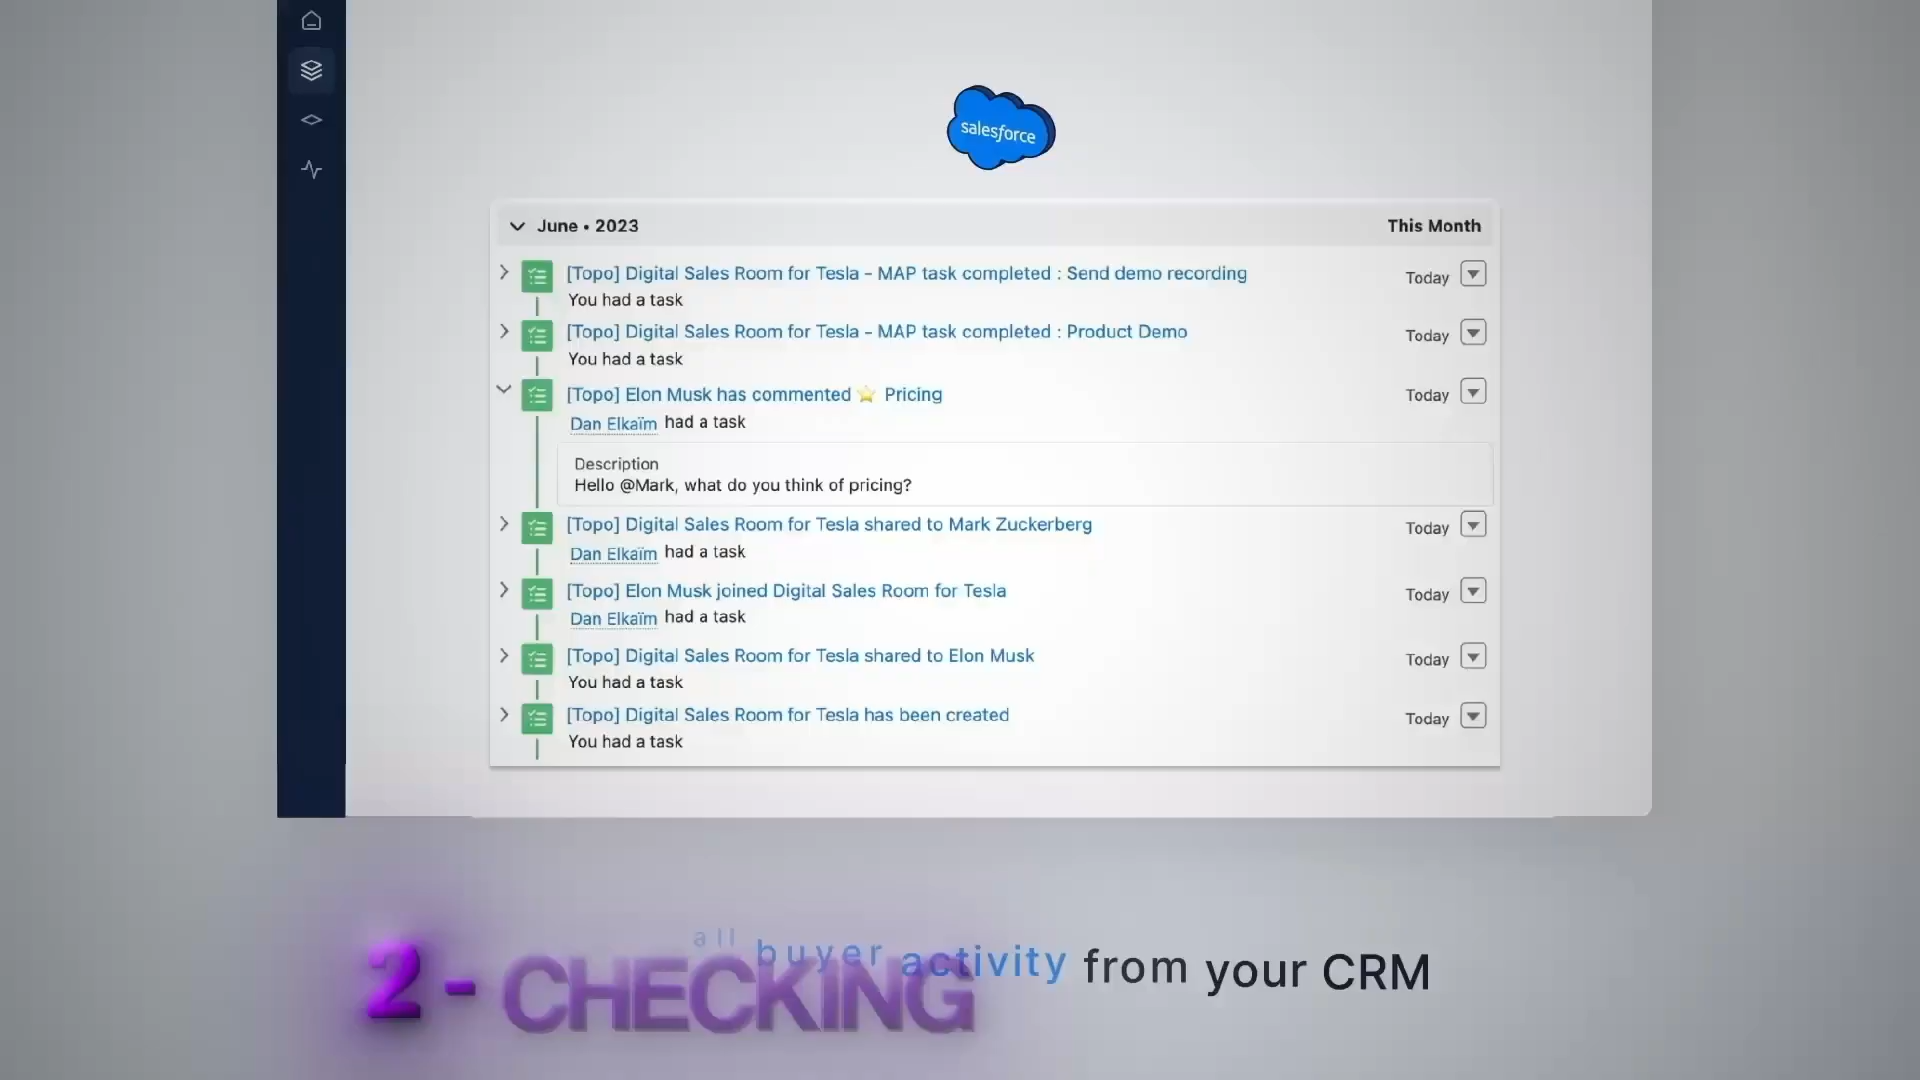 salesforce
June • 2023 This Month
[Topo] Digital Sales Room for Tesla - MAP task completed : Send demo recording Today
You had a task
[Topo] Digital Sales Room for Tesla - MAP task completed : Product Demo Today
You had a task
[Topo] Elon Musk has commented ⭐ Pricing Today
Dan Elkaïm had a task
Description
Hello @Mark, what do you think of pricing?
[Topo] Digital Sales Room for Tesla shared to Mark Zuckerberg Today
Dan Elkaïm had a task
[Topo] Elon Musk joined Digital Sales Room for Tesla Today
Dan Elkaïm had a task
[Topo] Digital Sales Room for Tesla shared to Elon Musk Today
You had a task
[Topo] Digital Sales Room for Tesla has been created Today
You had a task
all buyer activity from your CRM
2 - CHECKING